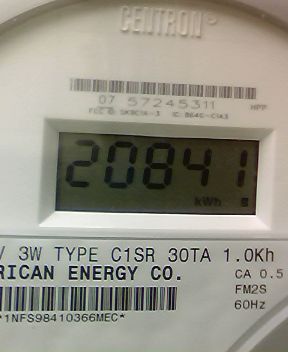 CENTRON®
07 57245311
HPP
20841
kWh
V 3W TYPE C1SR 30TA 1.0Kh
RICAN ENERGY CO.
CA 0.5
FM2S
60Hz
*1NFS98410366MEC*